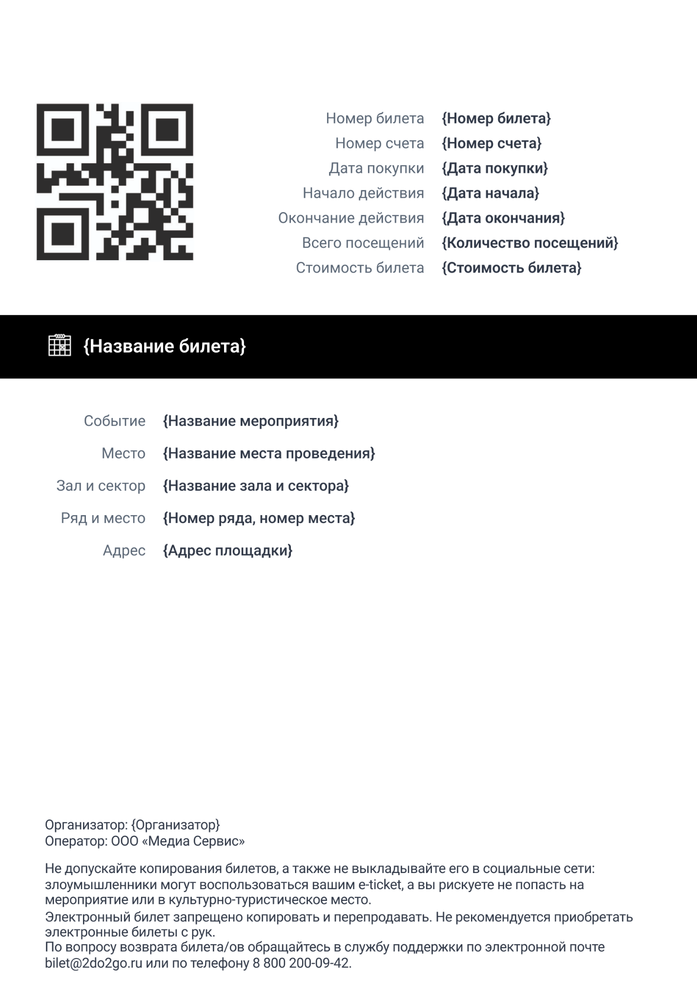 Номер билета {Номер билета}
Номер счета {Номер счета}
Дата покупки {Дата покупки}
Начало действия {Дата начала}
Окончание действия {Дата окончания}
Всего посещений {Количество посещений}
Стоимость билета {Стоимость билета}
{Название билета}
Событие {Название мероприятия}
Место {Название места проведения}
Зал и сектор {Название зала и сектора}
Ряд и место {Номер ряда, номер места}
Адрес {Адрес площадки}
Организатор: {Организатор}
Оператор: ООО «Медиа Сервис»
Не допускайте копирования билетов, а также не выкладывайте его в социальные сети:
злоумышленники могут воспользоваться вашим e-ticket, а вы рискуете не попасть на
мероприятие или в культурно-туристическое место.
Электронный билет запрещено копировать и перепродавать. Не рекомендуется приобретать
электронные билеты с рук.
По вопросу возврата билета/ов обращайтесь в службу поддержки по электронной почте
bilet@2do2go.ru или по телефону 8 800 200-09-42.